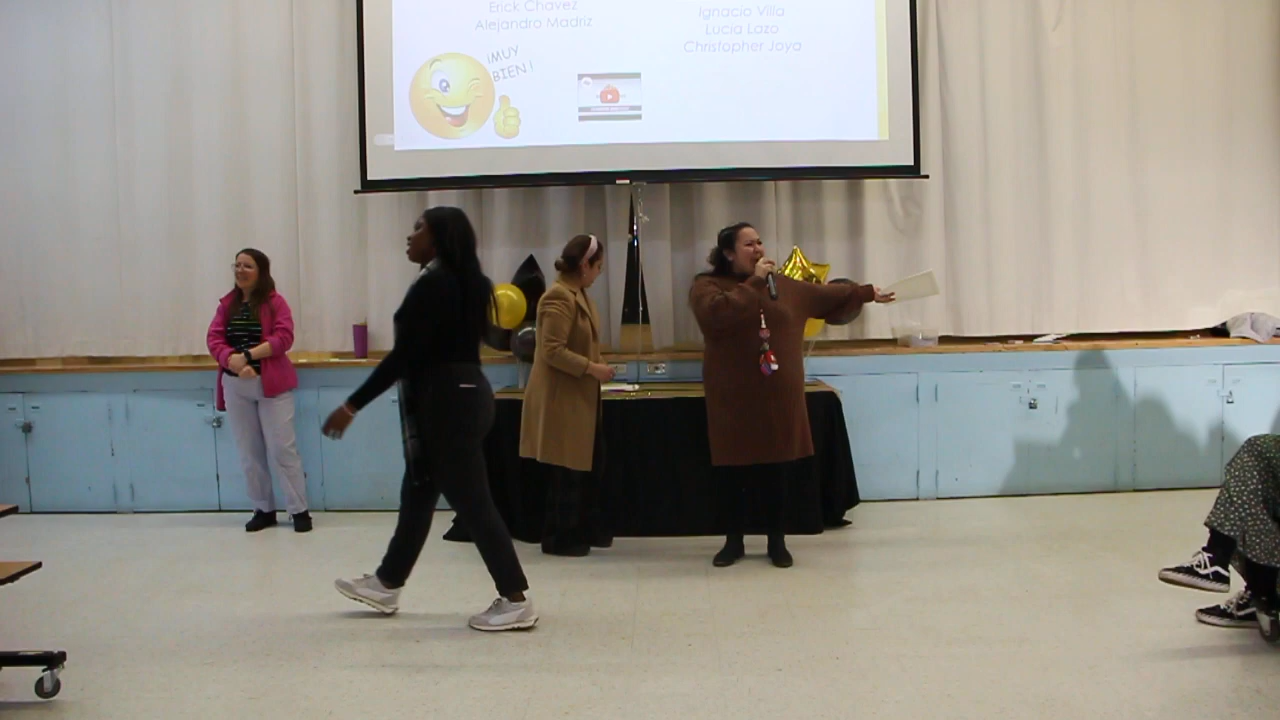 Erick Chavez
Alejandro Madriz
Ignacio Villa
Lucia Lazo
Christopher Joya
¡MUY
BIEN!